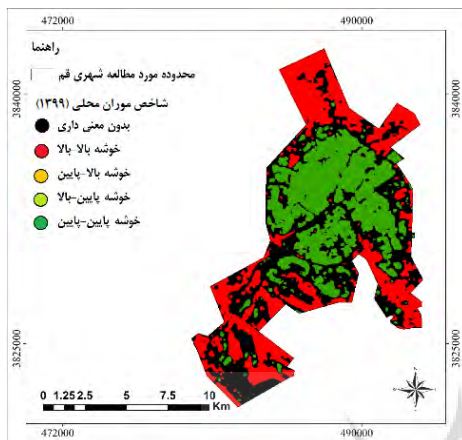 472000 490000
راهنما
محدوده مورد مطالعه شهری قم
شاخص موران محلی (۱۳۹۹)
بدون معنی داری
خوشه بالا-بالا
خوشه بالا-پایین
خوشه پایین-بالا
خوشه پایین-پایین
3840000 3840000
3825000 3825000
0 1.25 2.5 5 7.5 10
Km
472000 490000